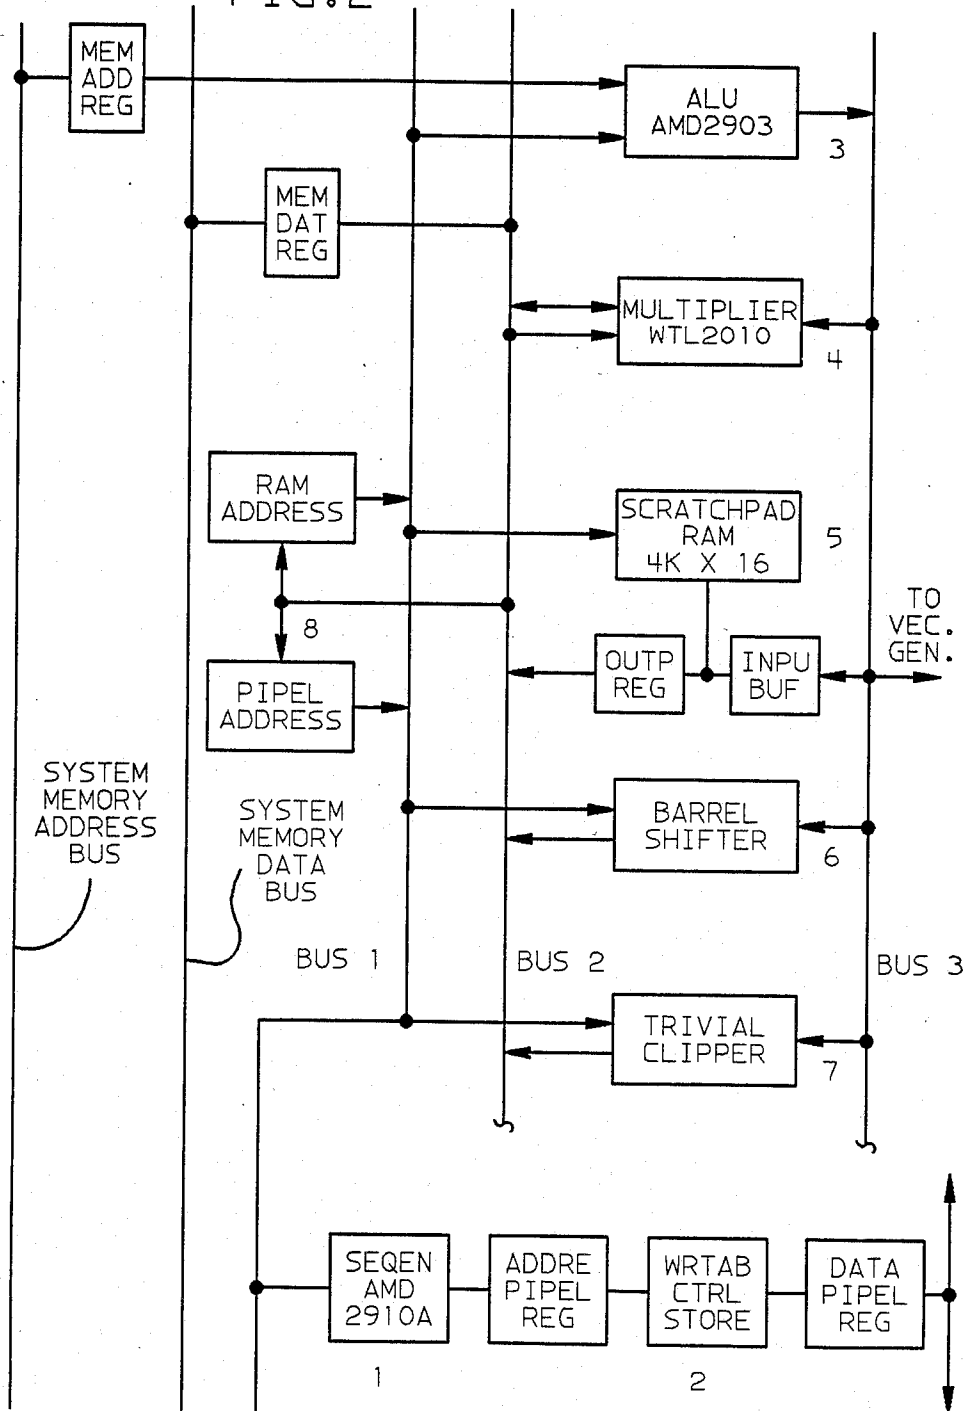 FIG.2
MEM
ADD
REG
ALU
AMD2903
3
MEM
DAT
REG
MULTIPLIER
WTL2010
4
RAM
ADDRESS
SCRATCHPAD
RAM
4K X 16
5
8
TO
VEC.
GEN.
OUTP
REG
INPU
BUF
PIPEL
ADDRESS
SYSTEM
MEMORY
ADDRESS
BUS
SYSTEM
MEMORY
DATA
BUS
BARREL
SHIFTER
6
BUS 1
BUS 2
BUS 3
TRIVIAL
CLIPPER
7
SEQEN
AMD
2910A
ADDRE
PIPEL
REG
WRTAB
CTRL
STORE
DATA
PIPEL
REG
1
2